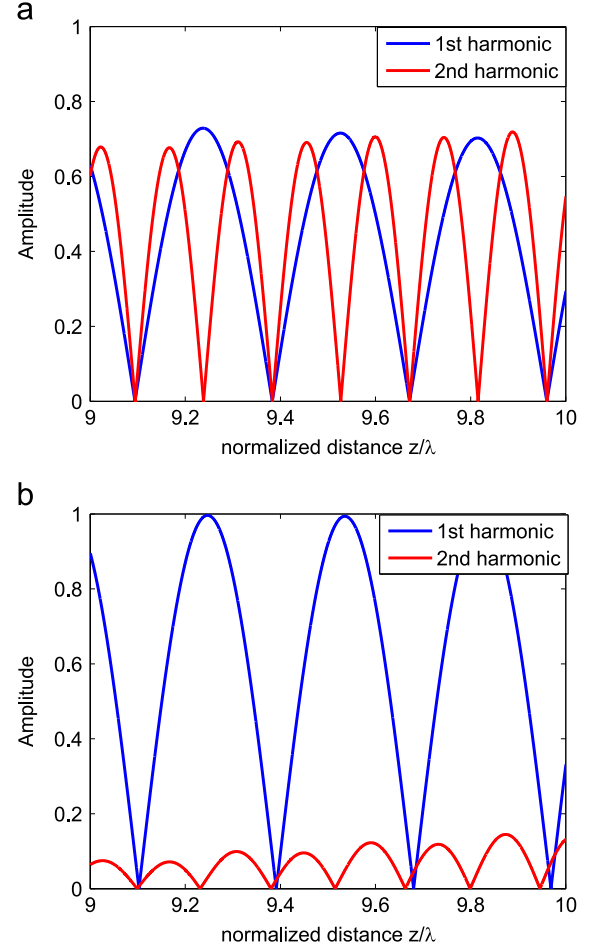 a
1
1st harmonic
2nd harmonic
0.8
0.6
Amplitude
0.4
0.2
0
9
9.2
9.4
9.6
9.8
10
normalized distance z/λ
b
1
1st harmonic
2nd harmonic
0.8
0.6
Amplitude
0.4
0.2
0
9
9.2
9.4
9.6
9.8
10
normalized distance z/λ